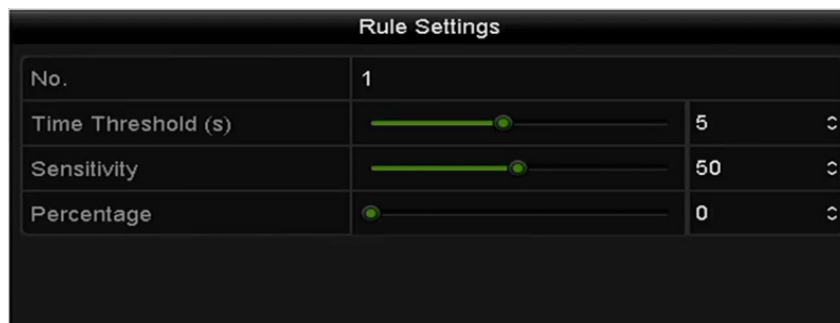 Rule Settings
No. 1
Time Threshold (s) 5
Sensitivity 50
Percentage 0